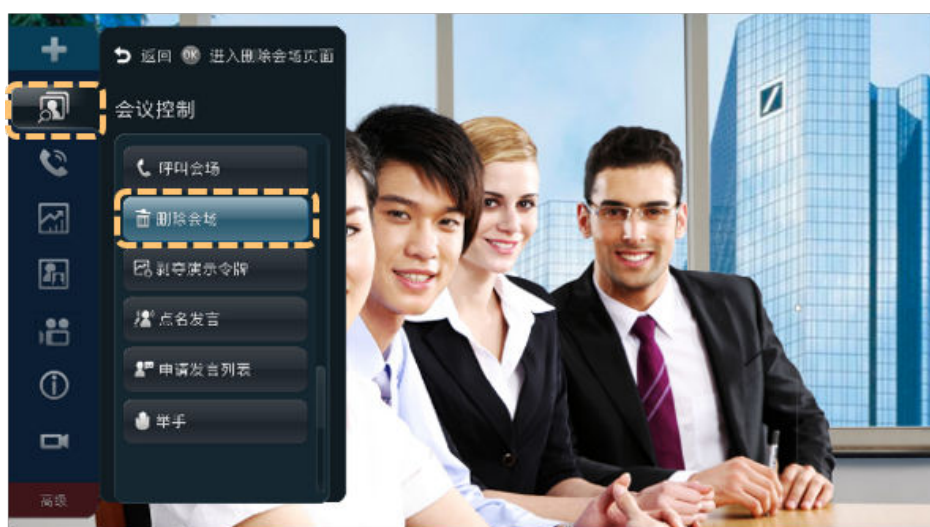 返回 OK 进入删除会场页面
会议控制
呼叫会场
删除会场
剥夺演示令牌
点名发言
申请发言列表
举手
高级